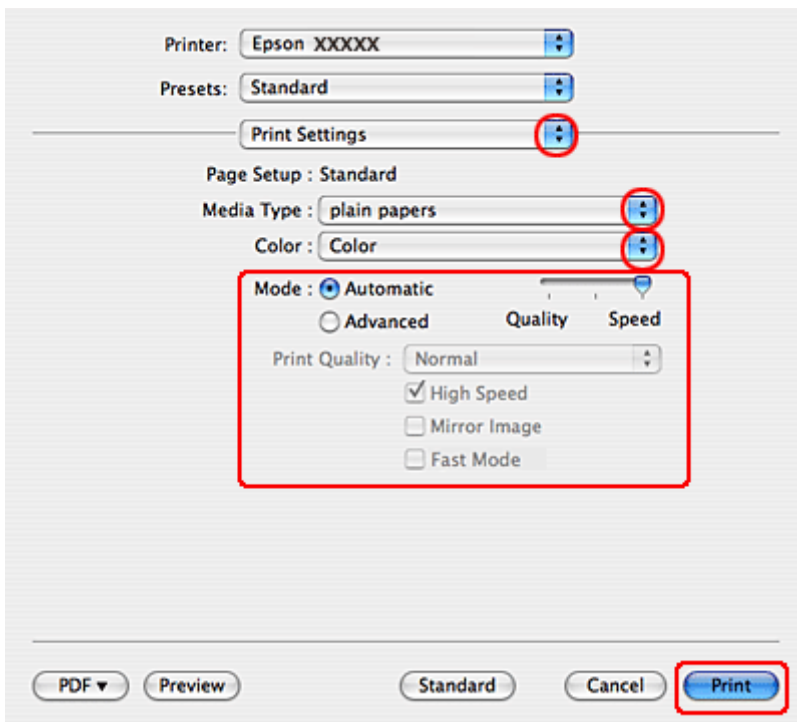 Printer: Epson XXXXX
Presets: Standard
Print Settings
Page Setup : Standard
Media Type : plain papers
Color : Color
Mode : Automatic
Advanced Quality Speed
Print Quality : Normal
High Speed
Mirror Image
Fast Mode
PDF Preview Standard Cancel Print